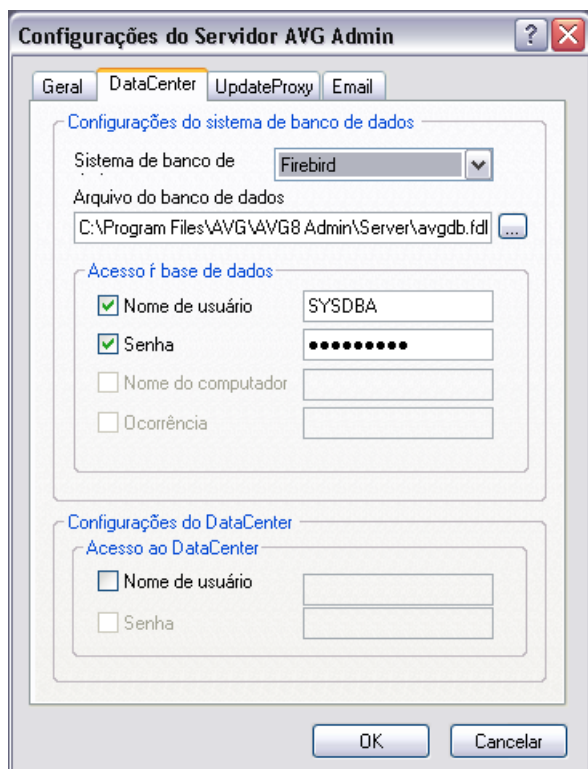 Configurações do Servidor AVG Admin
Geral DataCenter UpdateProxy Email
Configurações do sistema de banco de dados
Sistema de banco de
Firebird
Arquivo do banco de dados
C:\Program Files\AVG\AVG8 Admin\Server\avgdb.fdl ...
Acesso ŕ base de dados
Nome de usuário SYSDBA
Senha •••••••••
Nome do computador
Ocorrência
Configurações do DataCenter
Acesso ao DataCenter
Nome de usuário
Senha
OK Cancelar